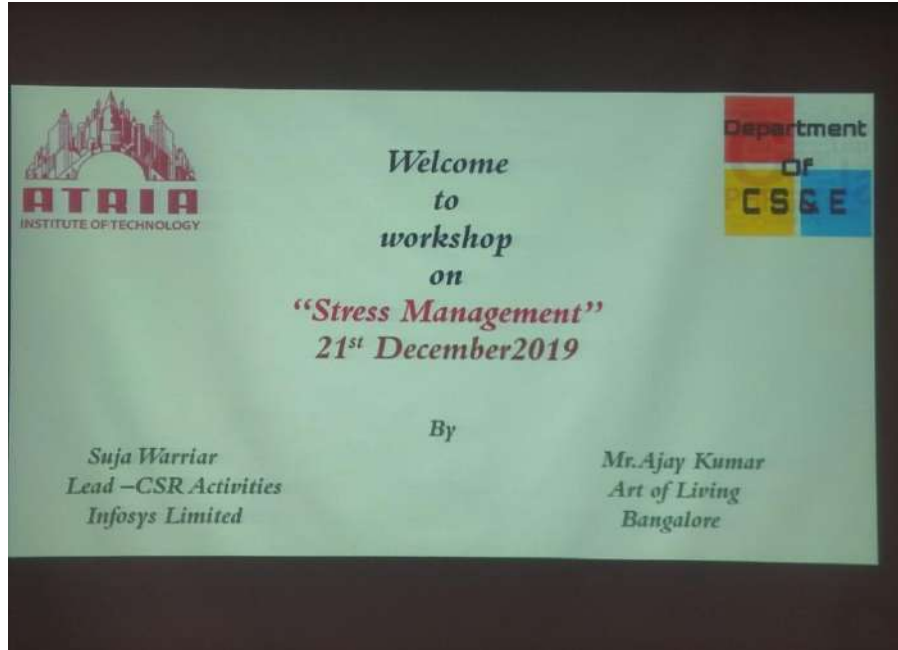 ATRIA
INSTITUTE OF TECHNOLOGY
Department
Of
CS & E
Welcome
to
workshop
on
“Stress Management”
21st December2019
By
Suja Warriar
Lead –CSR Activities
Infosys Limited
Mr.Ajay Kumar
Art of Living
Bangalore